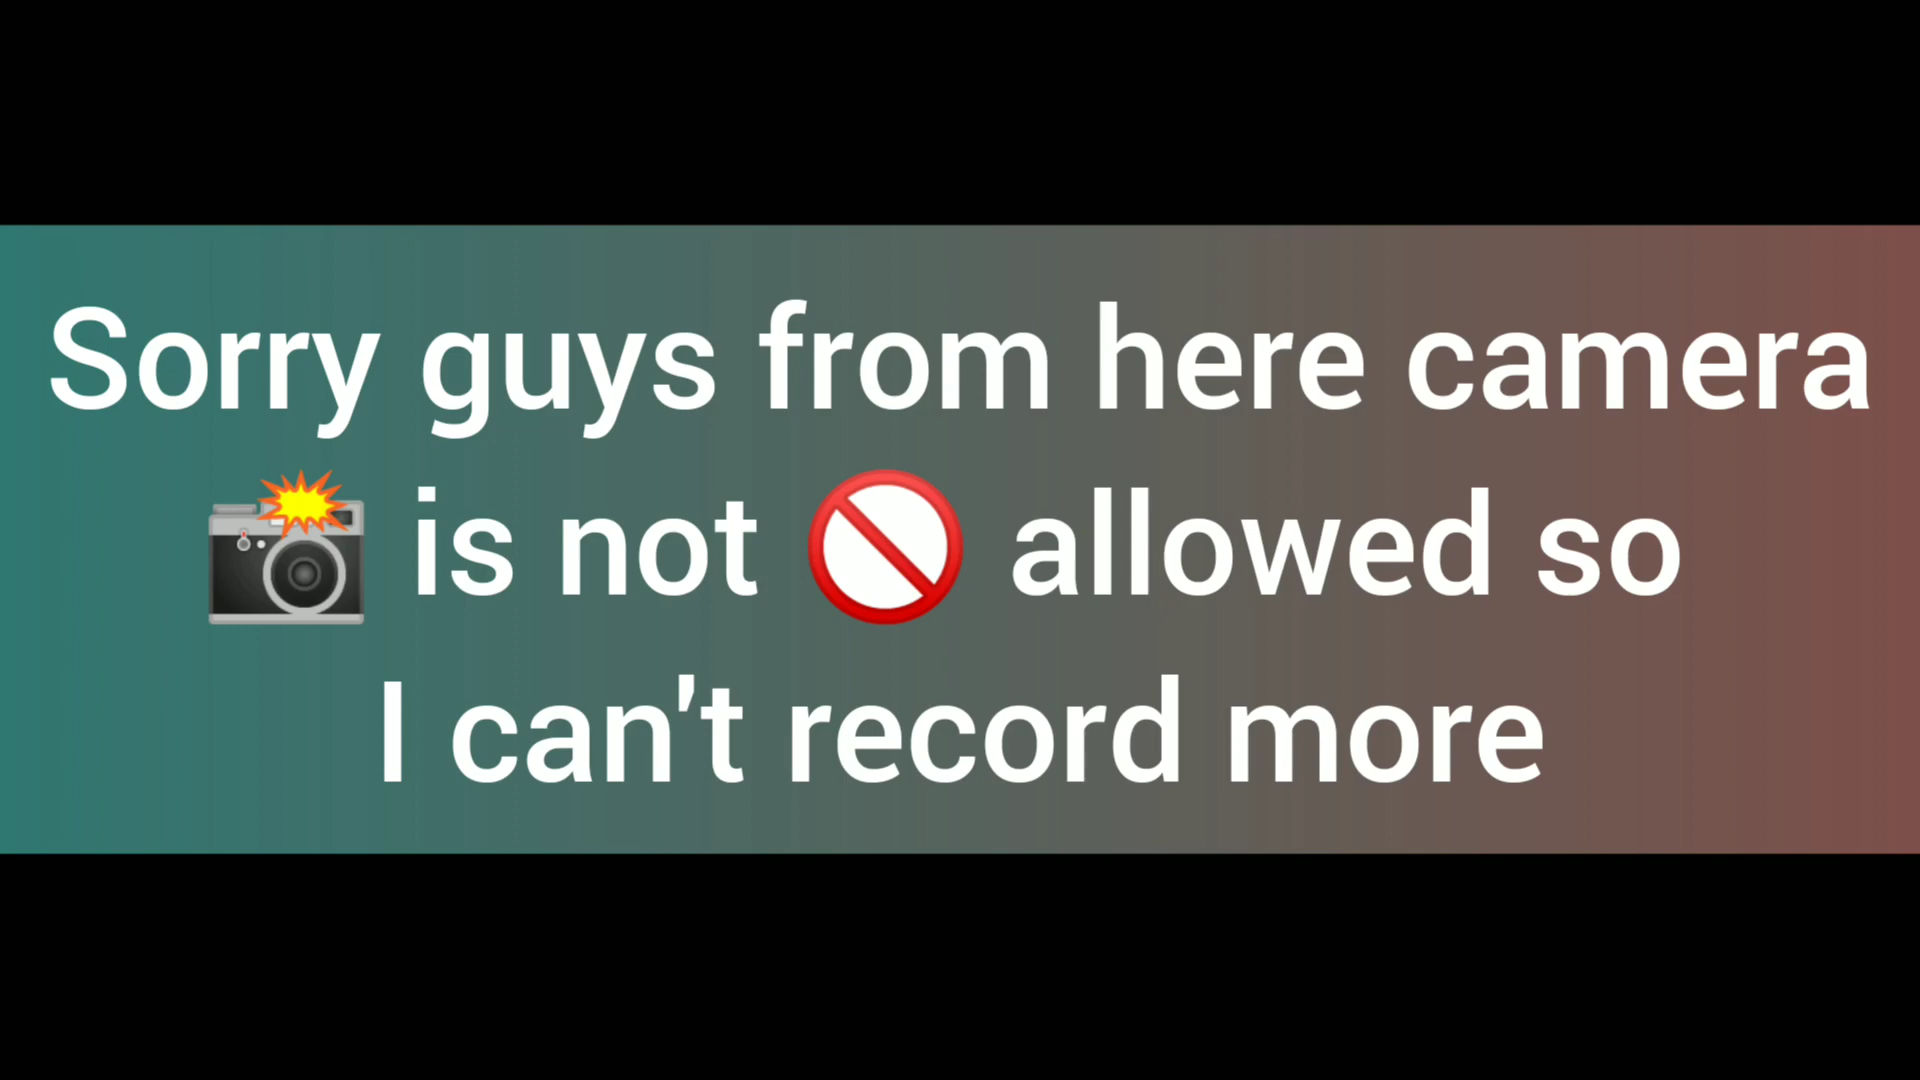 Sorry guys from here camera
📸 is not 🚫 allowed so
I can't record more